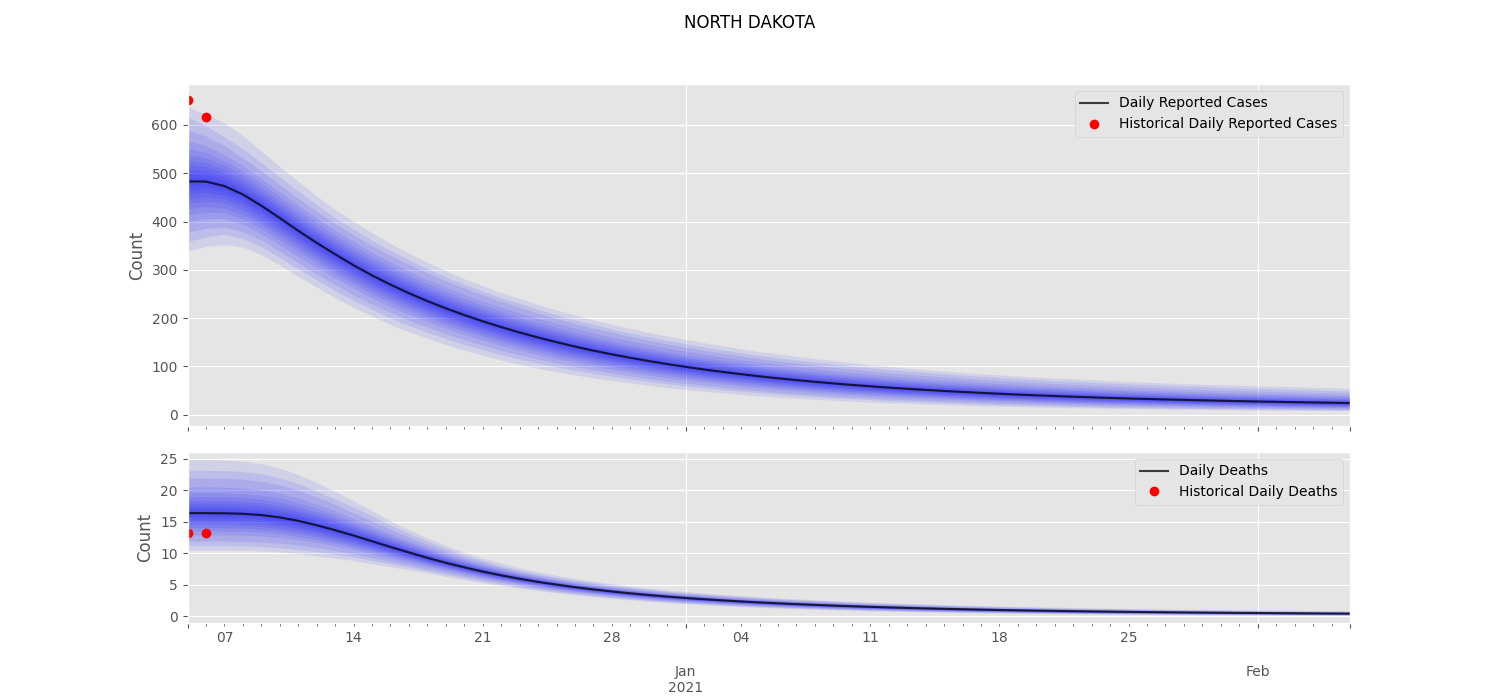 NORTH DAKOTA
Daily Reported Cases
Historical Daily Reported Cases
Count
600
500
400
300
200
100
0
Daily Deaths
Historical Daily Deaths
Count
25
20
15
10
5
0
07 14 21 28 04 11 18 25
Jan Feb
2021